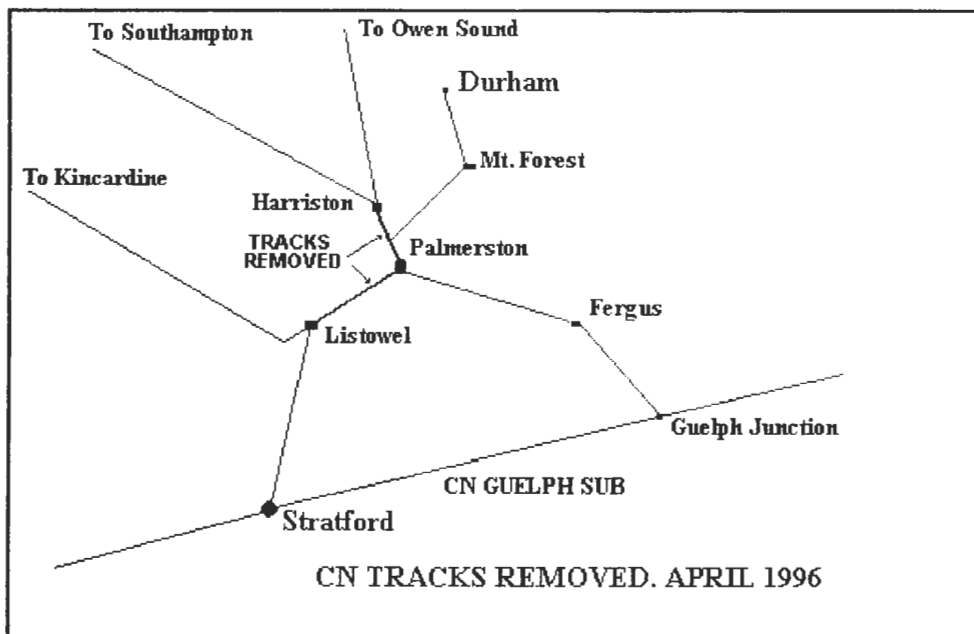 To Southampton
To Owen Sound
Durham
Mt. Forest
To Kincardine
Harriston
TRACKS
REMOVED
Palmerston
Fergus
Listowel
Guelph Junction
CN GUELPH SUB
Stratford
CN TRACKS REMOVED. APRIL 1996